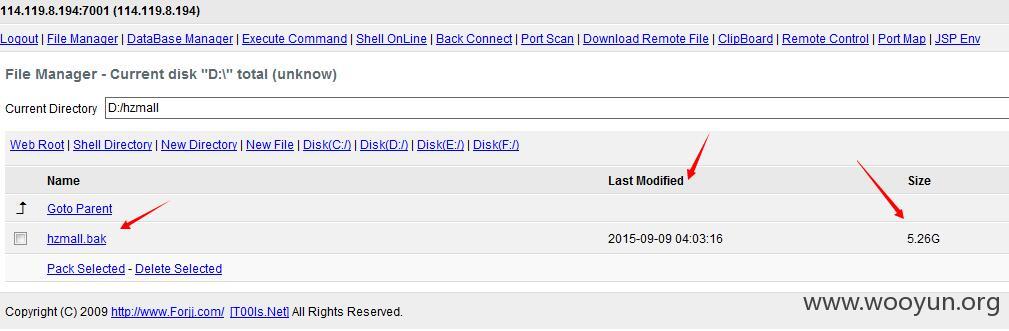 114.119.8.194:7001 (114.119.8.194)
Logout | File Manager | DataBase Manager | Execute Command | Shell OnLine | Back Connect | Port Scan | Download Remote File | ClipBoard | Remote Control | Port Map | JSP Env
File Manager - Current disk "D:\" total (unknow)
Current Directory D:/hzmall
Web Root | Shell Directory | New Directory | New File | Disk(C:/) | Disk(D:/) | Disk(E:/) | Disk(F:/)
Name Last Modified Size
Goto Parent
hzmall.bak 2015-09-09 04:03:16 5.26G
Pack Selected - Delete Selected
Copyright (C) 2009 http://www.Forjj.com/ [T00ls.Net] All Rights Reserved.
www.wooyun.org